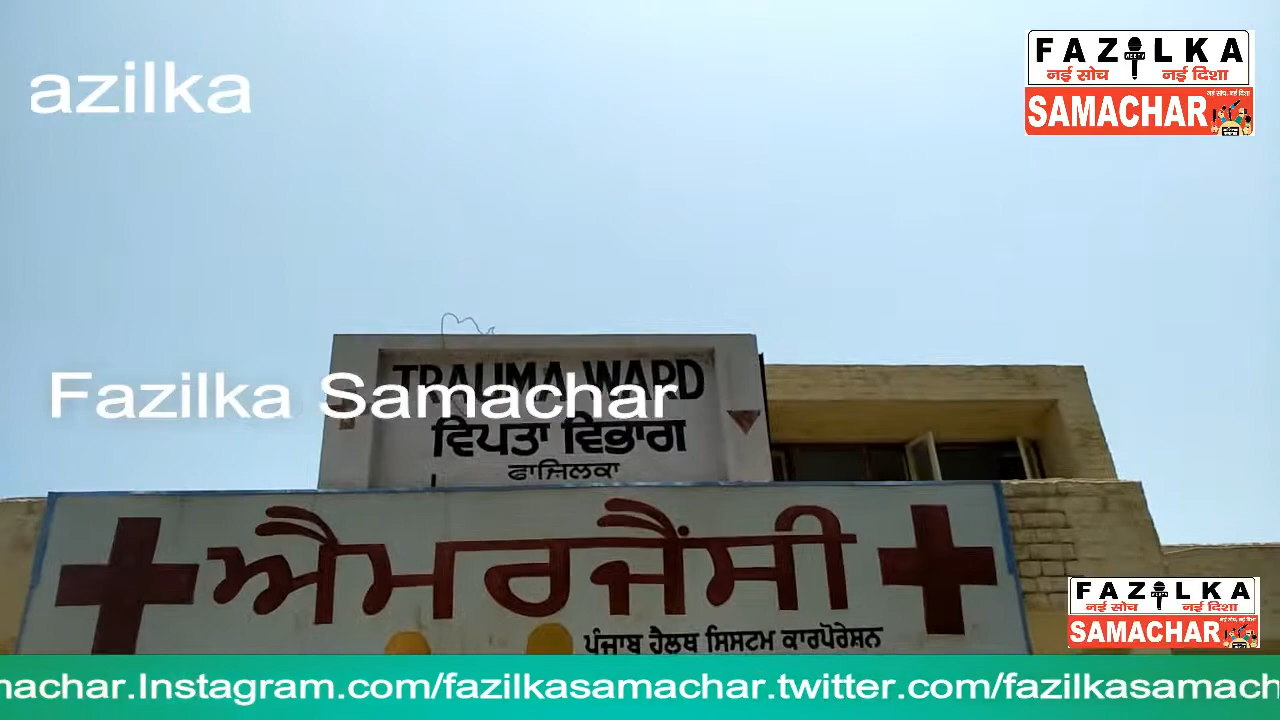 azilka
FAZILKA
नई सोच नई दिशा
SAMACHAR
TRAUMA WARD
Fazilka Samachar
ਵਿਪਤਾ ਵਿਭਾਗ
ਫਾਜ਼ਿਲਕਾ
ਐਮਰਜੈਂਸੀ
ਪੰਜਾਬ ਹੈਲਥ ਸਿਸਟਮ ਕਾਰਪੋਰੇਸ਼ਨ
FAZILKA
नई सोच नई दिशा
SAMACHAR
machar.Instagram.com/fazilkasamachar.twitter.com/fazilkasamach